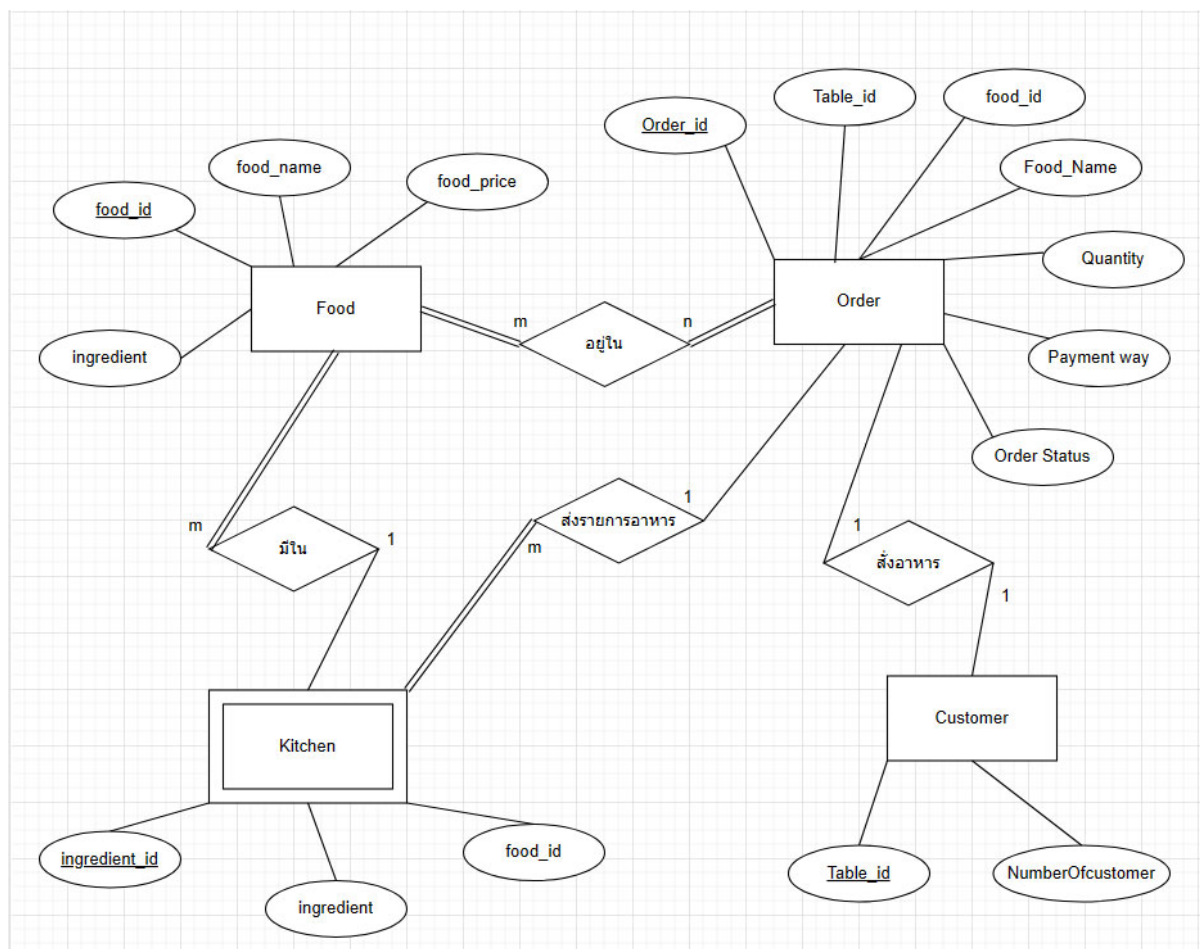 Table_id
food_id
Order_id
food_name
Food_Name
food_price
food_id
Quantity
Food
Order
m
n
อยู่ใน
ingredient
Payment way
Order Status
1
ส่งรายการอาหาร
m
1
m
1
มีใน
สั่งอาหาร
1
Customer
Kitchen
food_id
ingredient_id
Table_id
NumberOfcustomer
ingredient